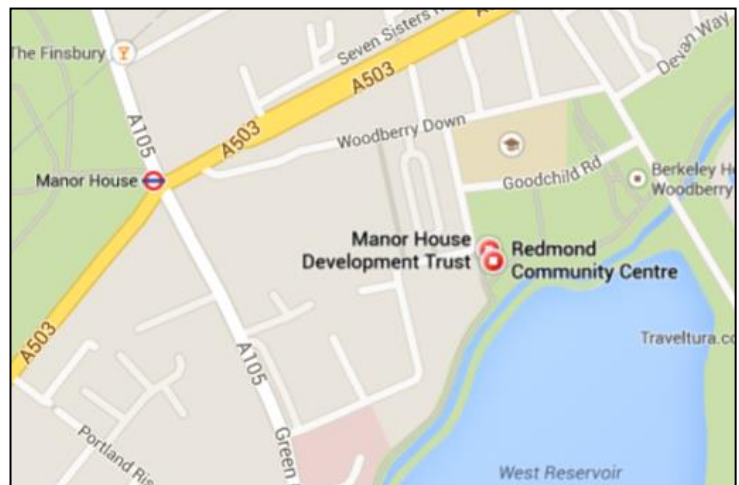 The Finsbury
Seven Sisters R
A503
Devan Way
A105
A503
Woodberry Down
Manor House
Goodchild Rd
Berkeley H
Woodberry
Manor House
Development Trust
Redmond
Community Centre
A503
A105
Traveltura.co
Portland Ris
Green
West Reservoir